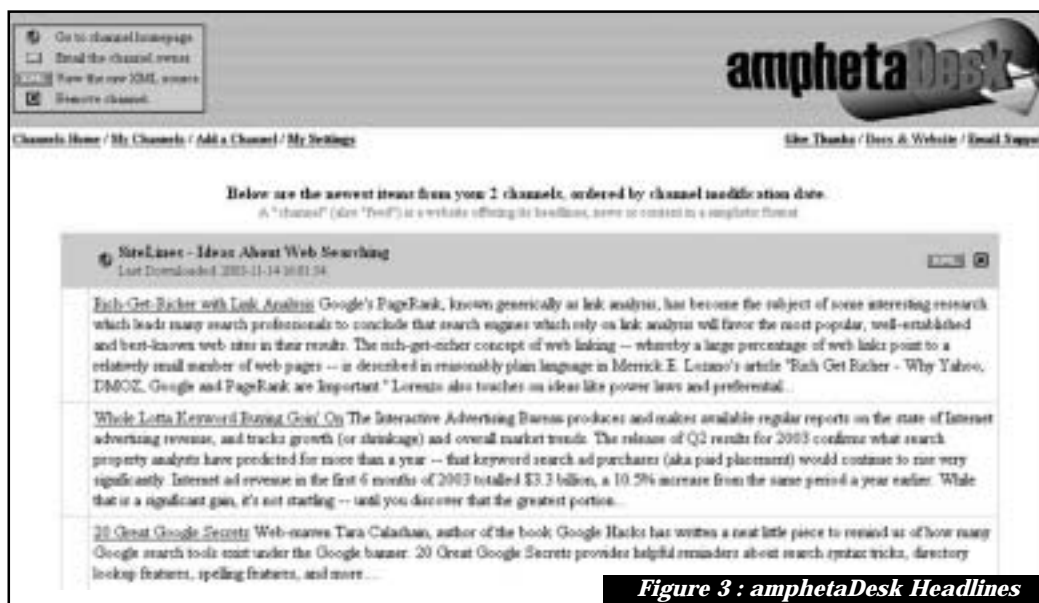 Go to channel homepage
Email the channel owner
View the raw XML source
Remove channel
amphetaDesk
Channels Home / My Channels / Add a Channel / My Settings
Give Thanks / Docs & Website / Email Suppo
Below are the newest items from your 2 channels, ordered by channel modification date.
A "channel" (also "feed") is a website offering its headlines, news or content in a simplistic format
SiteLines - Ideas About Web Searching
Last Downloaded: 2003-11-14 16:01:34
XML
Rich-Get-Richer with Link Analysis Google's PageRank, known generically as link analysis, has become the subject of some interesting research
which leads many search professionals to conclude that search engines which rely on link analysis will favor the most popular, well-established
and best-known web sites in their results. The rich-get-richer concept of web linking -- whereby a large percentage of web links point to a
relatively small number of web pages -- is described in reasonably plain language in Merrick E. Lozano's article "Rich Get Richer - Why Yahoo,
DMOZ, Google and PageRank are Important." Lorenzo also touches on ideas like power laws and preferential...
Whole Lotta Keyword Buying Goin' On The Interactive Advertising Bureau produces and makes available regular reports on the state of Internet
advertising revenue, and tracks growth (or shrinkage) and overall market trends. The release of Q2 results for 2003 confirms what search
property analysts have predicted for more than a year -- that keyword search ad purchases (aka paid placement) would continue to rise very
significantly. Internet ad revenue in the first 6 months of 2003 totalled $3.3 billion, a 10.5% increase from the same period a year earlier. While
that is a significant gain, it's not startling -- until you discover that the greatest portion...
20 Great Google Secrets Web-maven Tara Calashain, author of the book Google Hacks has written a neat little piece to remind us of how many
Google search tools exist under the Google banner. 20 Great Google Secrets provides helpful reminders about search syntax tricks, directory
lookup features, spelling features, and more ...
Figure 3 : amphetaDesk Headlines